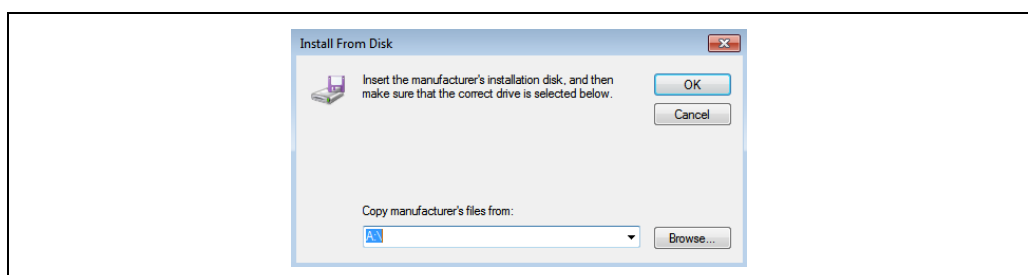 Install From Disk
Insert the manufacturer's installation disk, and then
make sure that the correct drive is selected below.
OK
Cancel
Copy manufacturer's files from:
A:\
Browse...